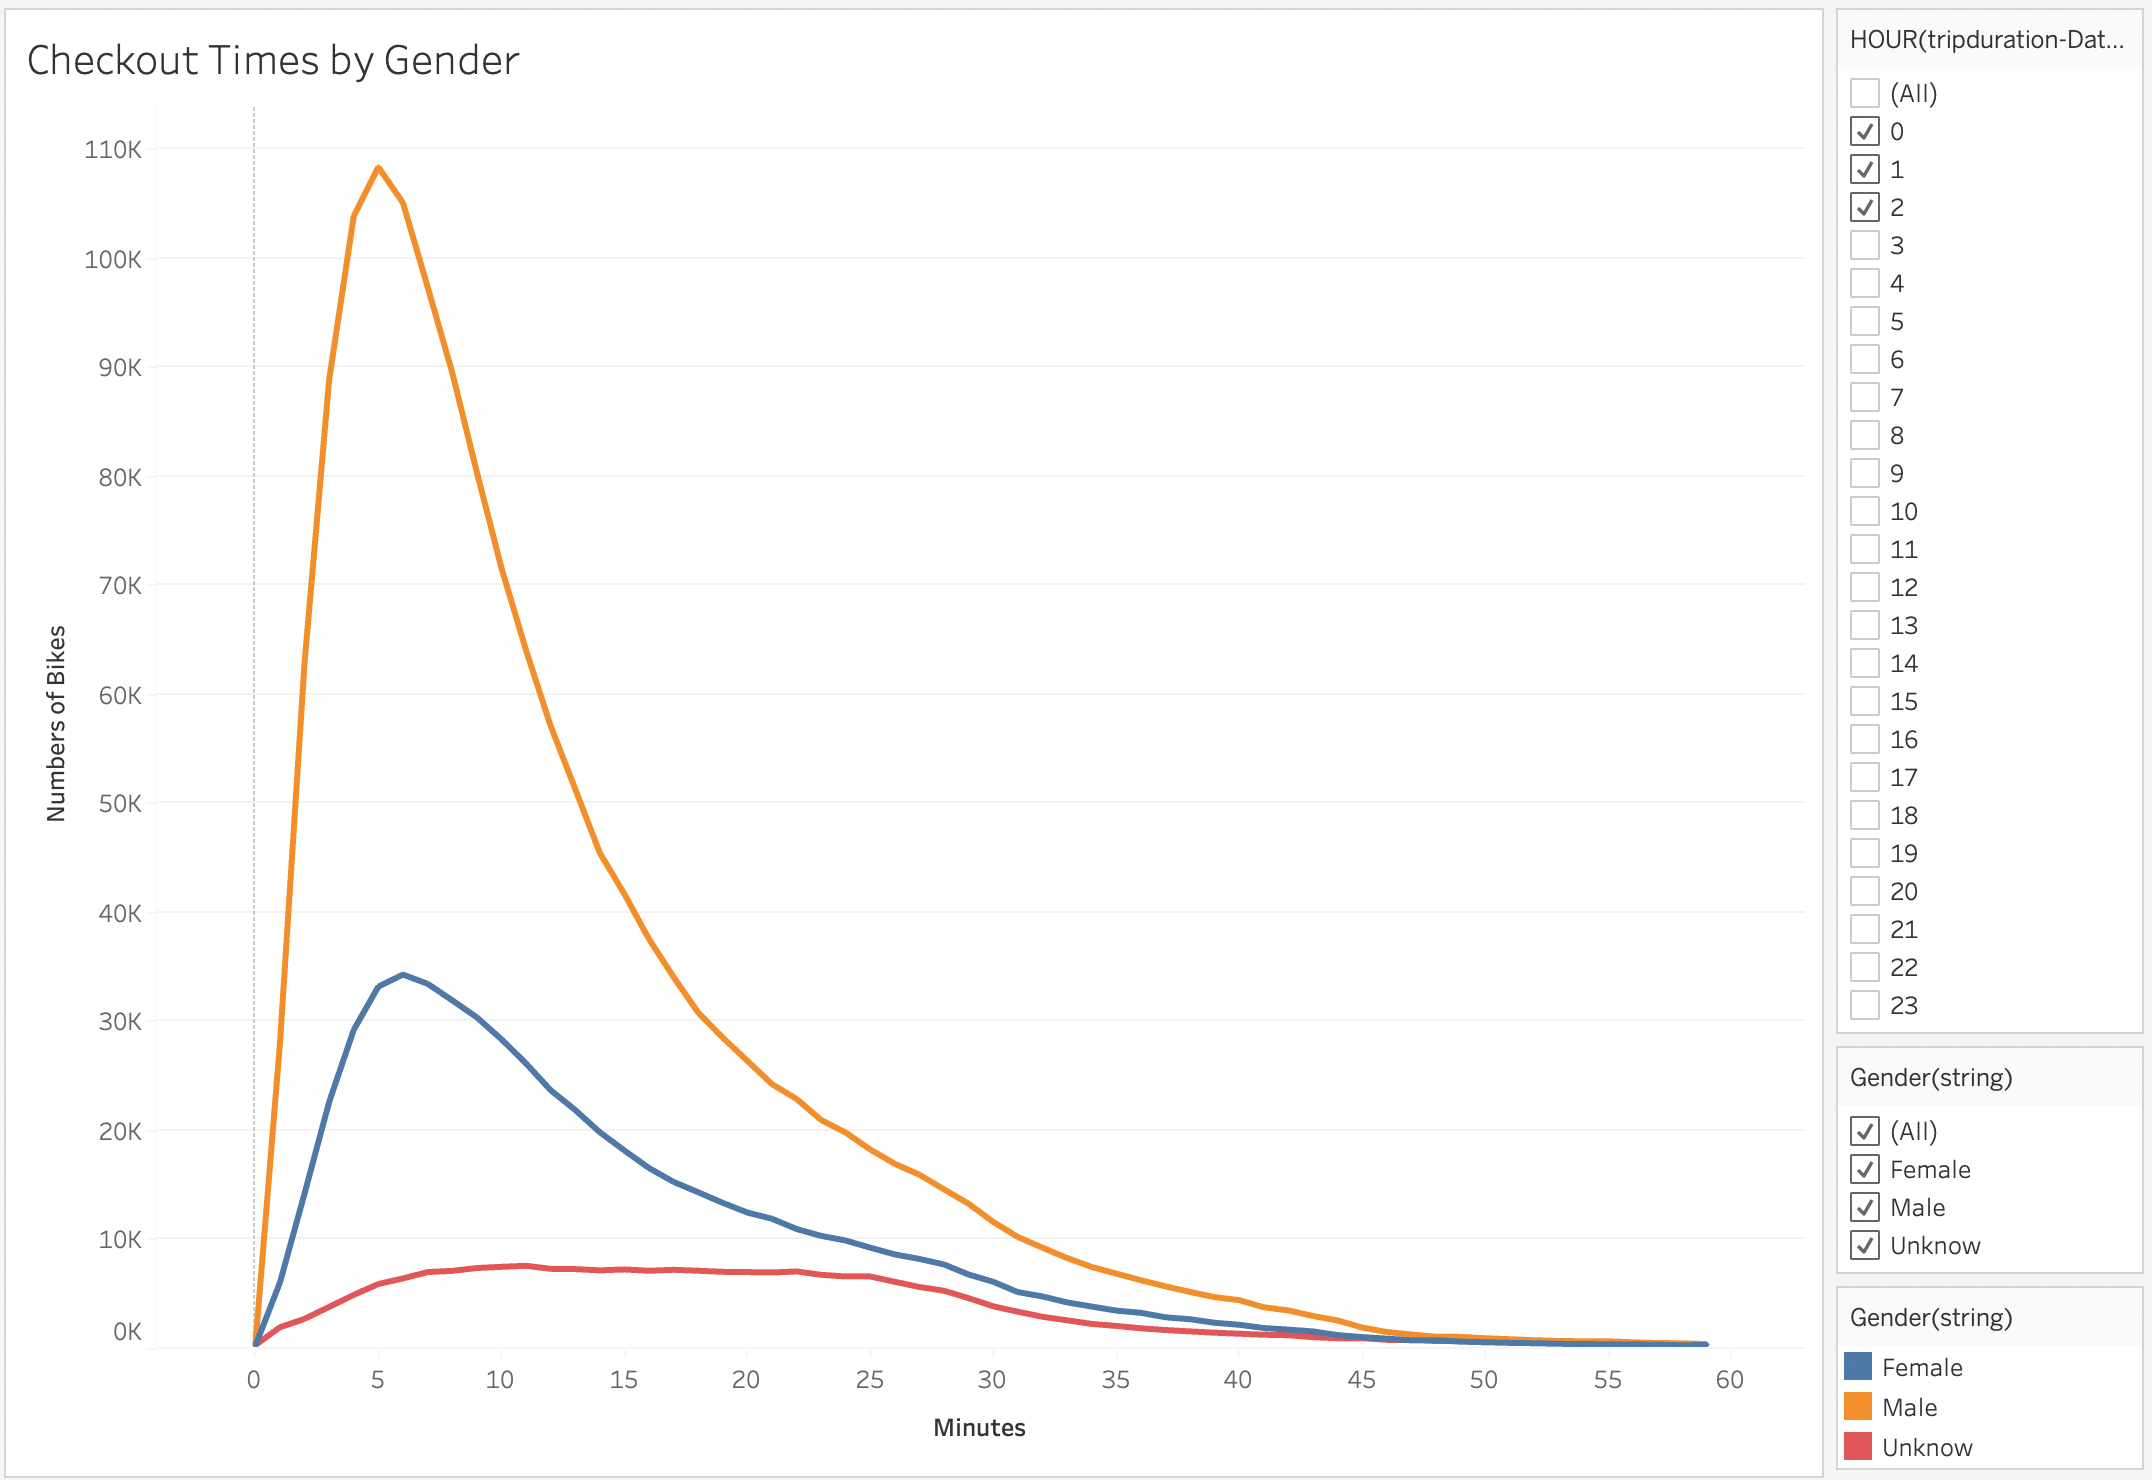 Checkout Times by Gender
110K
100K
90K
80K
70K
60K
50K
40K
30K
20K
10K
0K
Numbers of Bikes
0 5 10 15 20 25 30 35 40 45 50 55 60
Minutes
HOUR(tripduration-Dat...
(All)
0
1
2
3
4
5
6
7
8
9
10
11
12
13
14
15
16
17
18
19
20
21
22
23
Gender(string)
(All)
Female
Male
Unknow
Gender(string)
Female
Male
Unknow